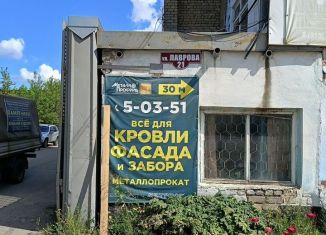 ул. ЛАВРОВА
21
30 М
5-03-51
ВСЁ ДЛЯ
КРОВЛИ
ФАСАДА
И ЗАБОРА
МЕТАЛЛОПРОКАТ